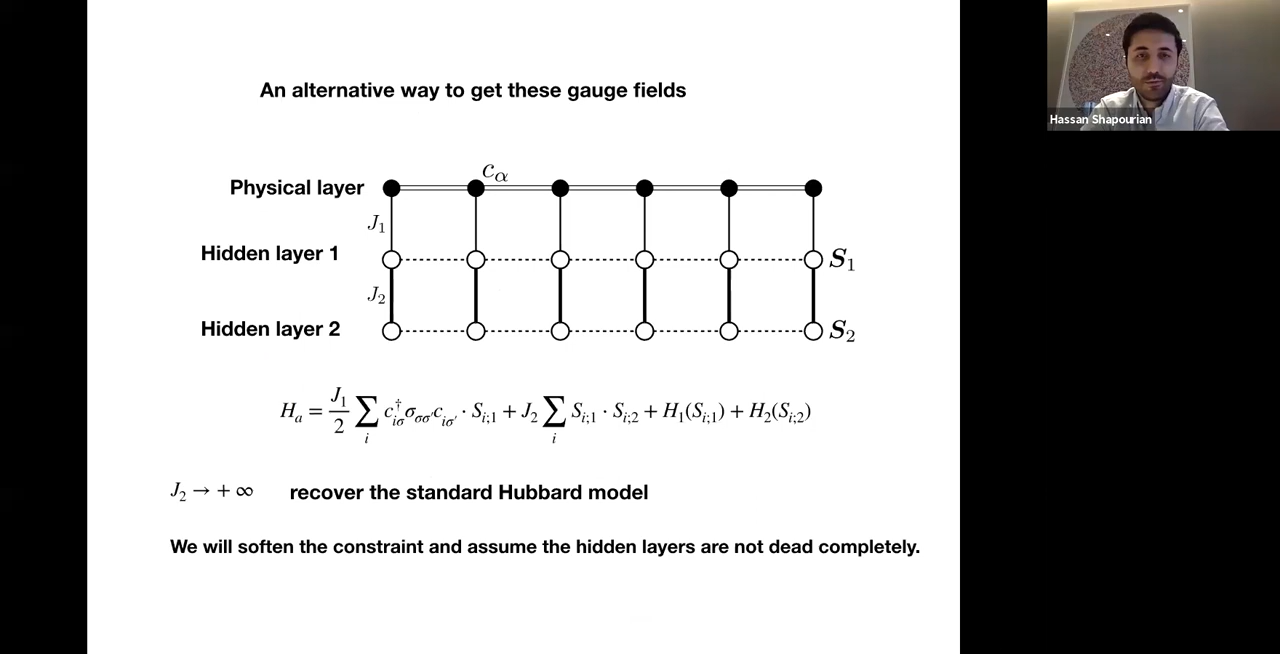 An alternative way to get these gauge fields
Hassan Shapourian
c_α
Physical layer
J_1
Hidden layer 1
S_1
J_2
Hidden layer 2
S_2
H_a = \frac{J_1}{2} \sum_i c^†_{iσ} σ_{σσ'} c_{iσ'} · S_{i;1} + J_2 \sum_i S_{i;1} · S_{i;2} + H_1(S_{i;1}) + H_2(S_{i;2})
J_2 → + ∞ recover the standard Hubbard model
We will soften the constraint and assume the hidden layers are not dead completely.